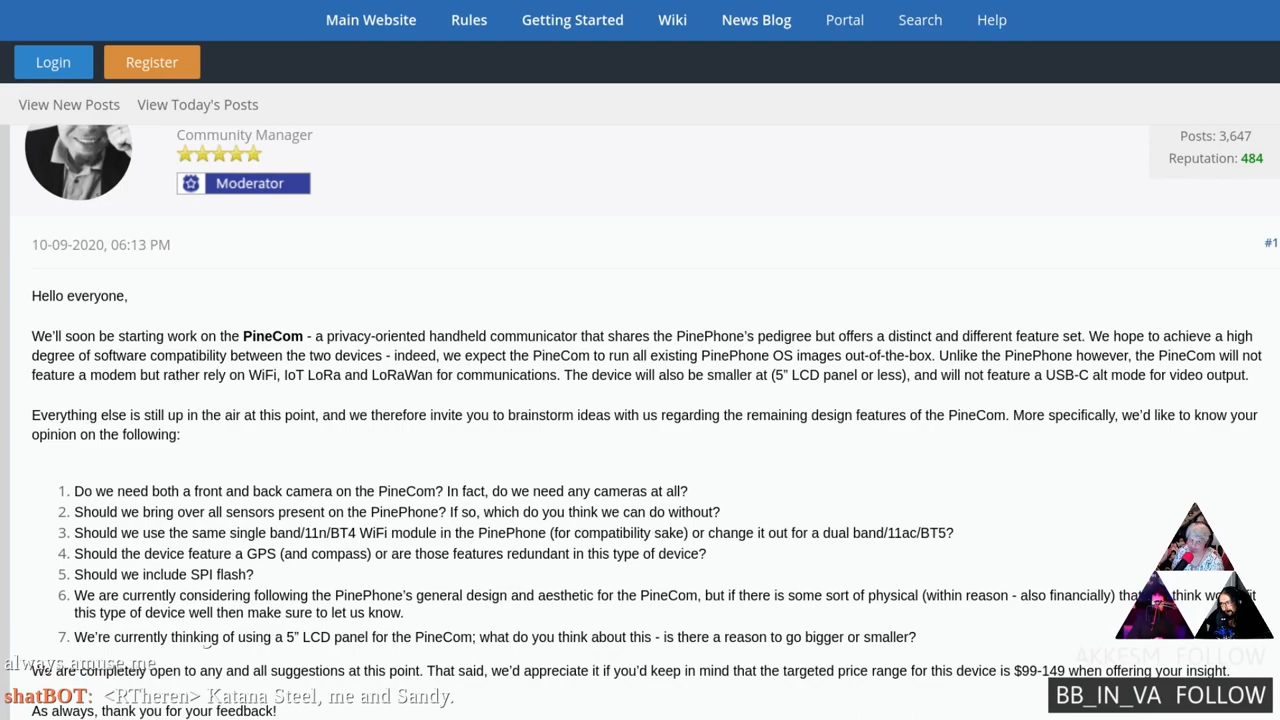 Main Website Rules Getting Started Wiki News Blog Portal Search Help
Login Register
View New Posts View Today's Posts
Community Manager
Moderator
Posts: 3,647
Reputation: 484
10-09-2020, 06:13 PM
#1
Hello everyone,
We'll soon be starting work on the PineCom - a privacy-oriented handheld communicator that shares the PinePhone's pedigree but offers a distinct and different feature set. We hope to achieve a high
degree of software compatibility between the two devices - indeed, we expect the PineCom to run all existing PinePhone OS images out-of-the-box. Unlike the PinePhone however, the PineCom will not
feature a modem but rather rely on WiFi, IoT LoRa and LoRaWan for communications. The device will also be smaller at (5” LCD panel or less), and will not feature a USB-C alt mode for video output.
Everything else is still up in the air at this point, and we therefore invite you to brainstorm ideas with us regarding the remaining design features of the PineCom. More specifically, we'd like to know your
opinion on the following:
1. Do we need both a front and back camera on the PineCom? In fact, do we need any cameras at all?
2. Should we bring over all sensors present on the PinePhone? If so, which do you think we can do without?
3. Should we use the same single band/11n/BT4 WiFi module in the PinePhone (for compatibility sake) or change it out for a dual band/11ac/BT5?
4. Should the device feature a GPS (and compass) or are those features redundant in this type of device?
5. Should we include SPI flash?
6. We are currently considering following the PinePhone's general design and aesthetic for the PineCom, but if there is some sort of physical (within reason - also financially) that think
this type of device well then make sure to let us know.
7. We're currently thinking of using a 5” LCD panel for the PineCom; what do you think about this - is there a reason to go bigger or smaller?
always amuse me
We are completely open to any and all suggestions at this point. That said, we'd appreciate it if you'd keep in mind that the targeted price range for this device is $99-149 when offering your insight.
AKKESM FOLLOW
shatBOT: <RTheren> Katana Steel, me and Sandy.
BB_IN_VA FOLLOW
As always, thank you for your feedback!